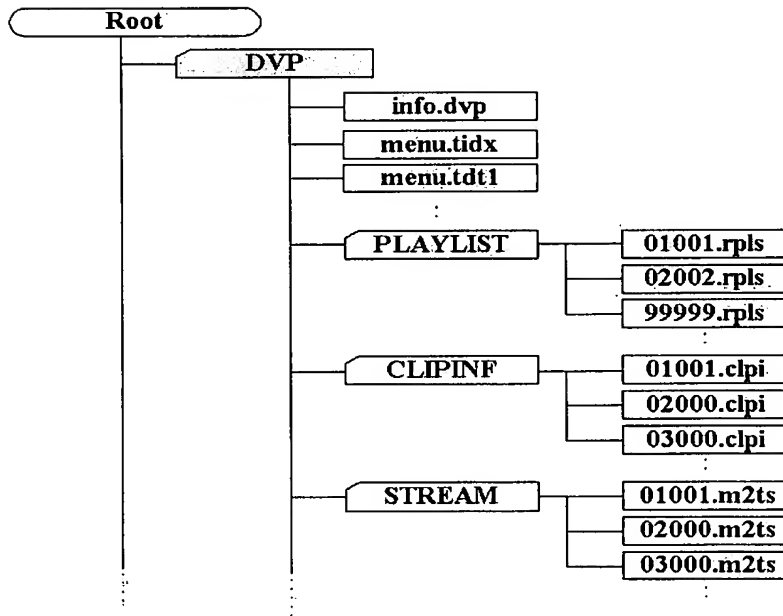 Root
DVP
info.dvp
menu.tidx
menu.tdt1
PLAYLIST
01001.rpls
02002.rpls
99999.rpls
CLIPINF
01001.clpi
02000.clpi
03000.clpi
STREAM
01001.m2ts
02000.m2ts
03000.m2ts